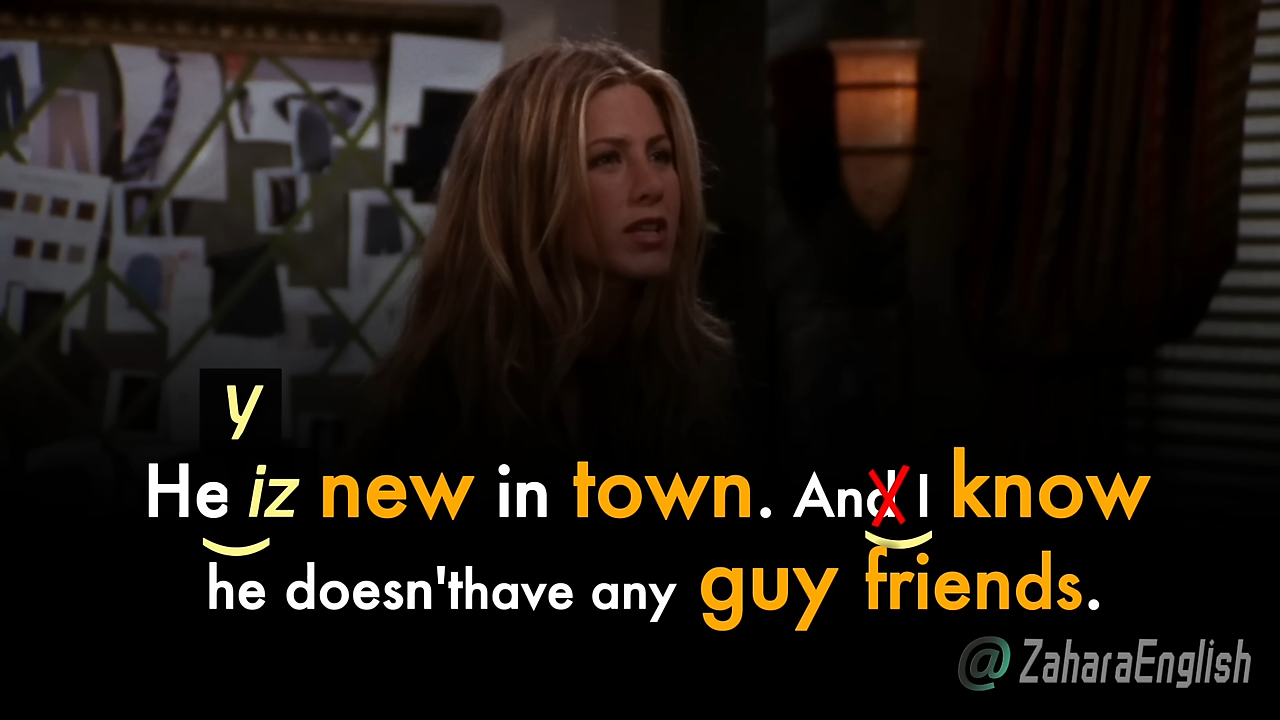 y
He iz new in town. And I know
he doesn'thave any guy friends.
@ZaharaEnglish